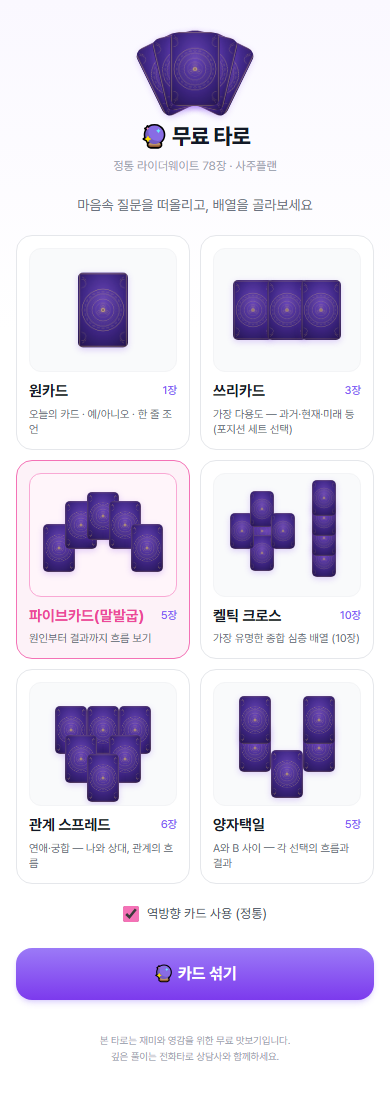 🔮 무료 타로
정통 라이더웨이트 78장 · 사주플랜
마음속 질문을 떠올리고, 배열을 골라보세요
원카드 1장
오늘의 카드 · 예/아니오 · 한 줄 조
언
쓰리카드 3장
가장 다용도 — 과거·현재·미래 등
(포지션 세트 선택)
파이브카드(말발굽) 5장
원인부터 결과까지 흐름 보기
켈틱 크로스 10장
가장 유명한 종합 심층 배열 (10장)
관계 스프레드 6장
연애·궁합 — 나와 상대, 관계의 흐
름
양자택일 5장
A와 B 사이 — 각 선택의 흐름과
결과
역방향 카드 사용 (정통)
🔮 카드 섞기
본 타로는 재미와 영감을 위한 무료 맛보기입니다.
깊은 풀이는 전화타로 상담사와 함께하세요.